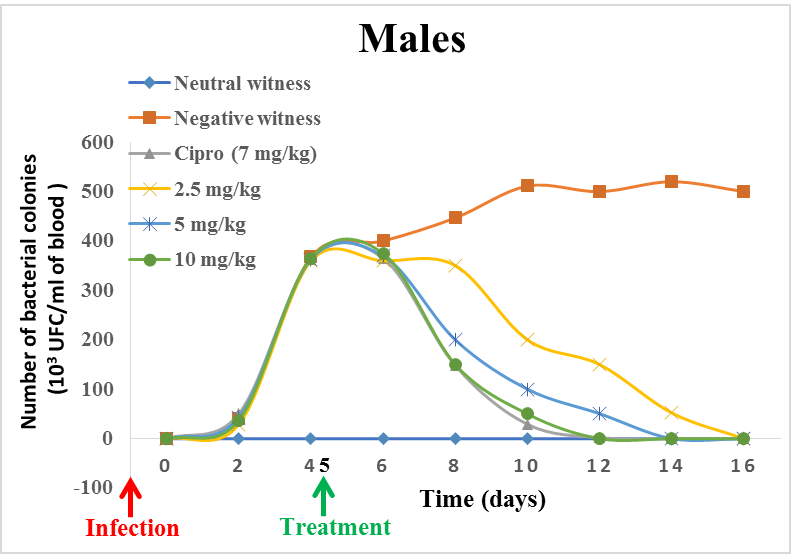 Males
Neutral witness
Negative witness
Cipro (7 mg/kg)
2.5 mg/kg
5 mg/kg
10 mg/kg
Number of bacterial colonies
(10³ UFC/ml of blood )
600
500
400
300
200
100
0
-100
0 2 4 5 6 8 10 12 14 16
Time (days)
Infection
Treatment